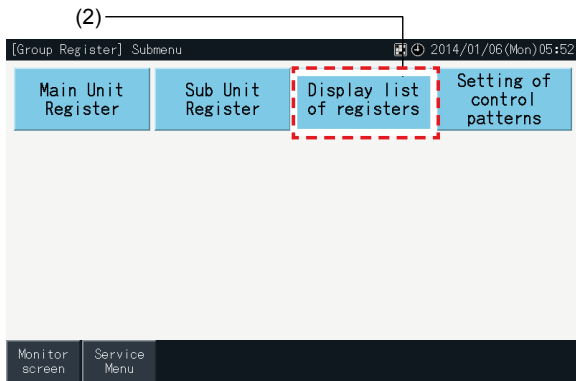 (2)
[Group Register] Submenu 2014/01/06(Mon)05:52
Main Unit
Register
Sub Unit
Register
Display list
of registers
Setting of
control
patterns
Monitor
screen
Service
Menu